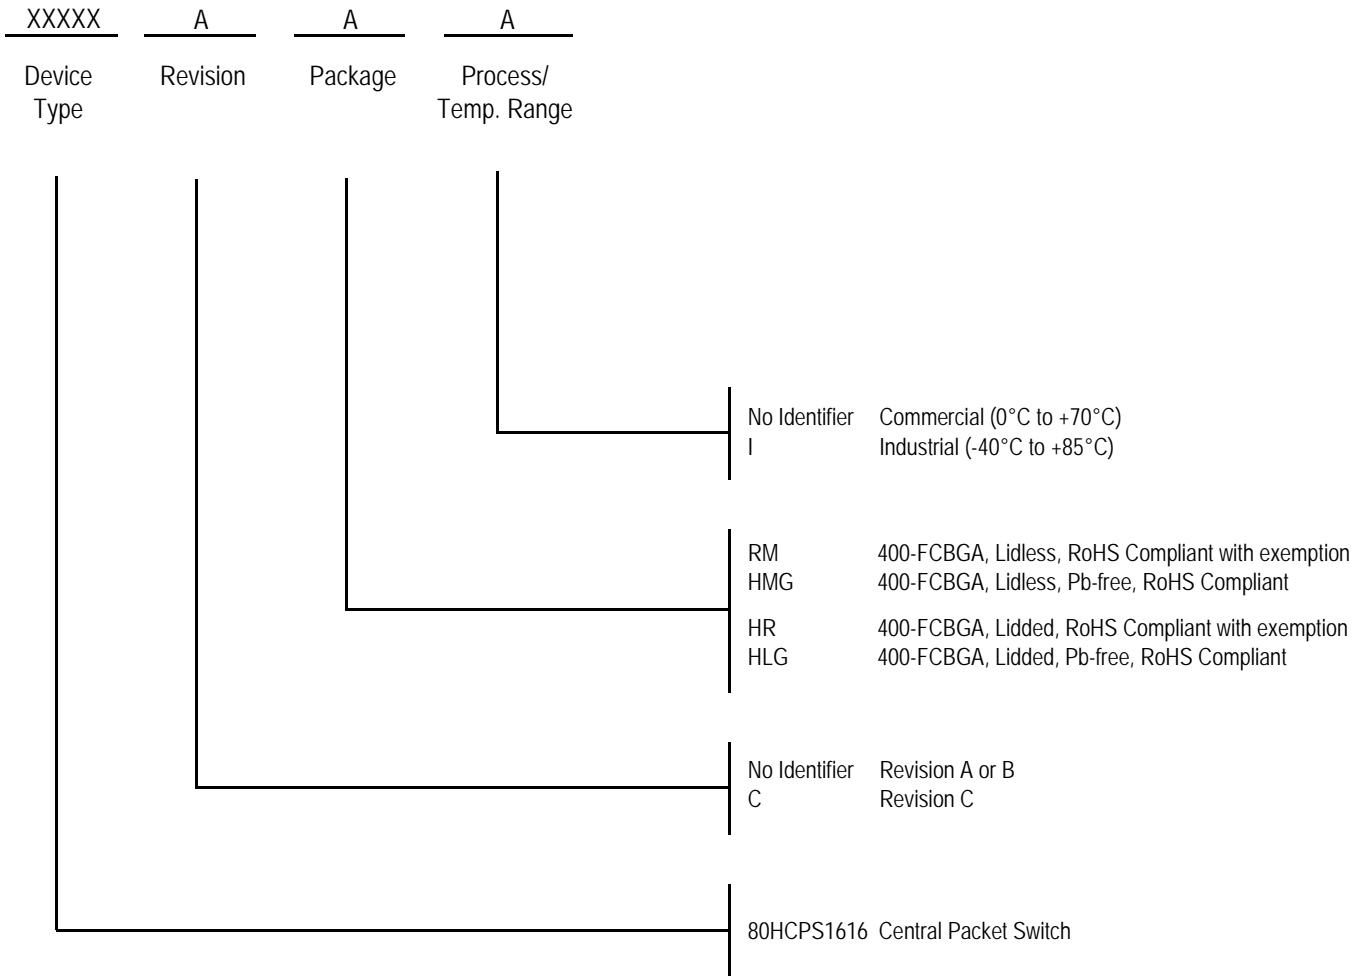 XXXXX A A A
Device Type Revision Package Process/ Temp. Range
No Identifier Commercial (0°C to +70°C)
I Industrial (-40°C to +85°C)
RM 400-FCBGA, Lidless, RoHS Compliant with exemption
HMG 400-FCBGA, Lidless, Pb-free, RoHS Compliant
HR 400-FCBGA, Lidded, RoHS Compliant with exemption
HLG 400-FCBGA, Lidded, Pb-free, RoHS Compliant
No Identifier Revision A or B
C Revision C
80HCPS1616 Central Packet Switch